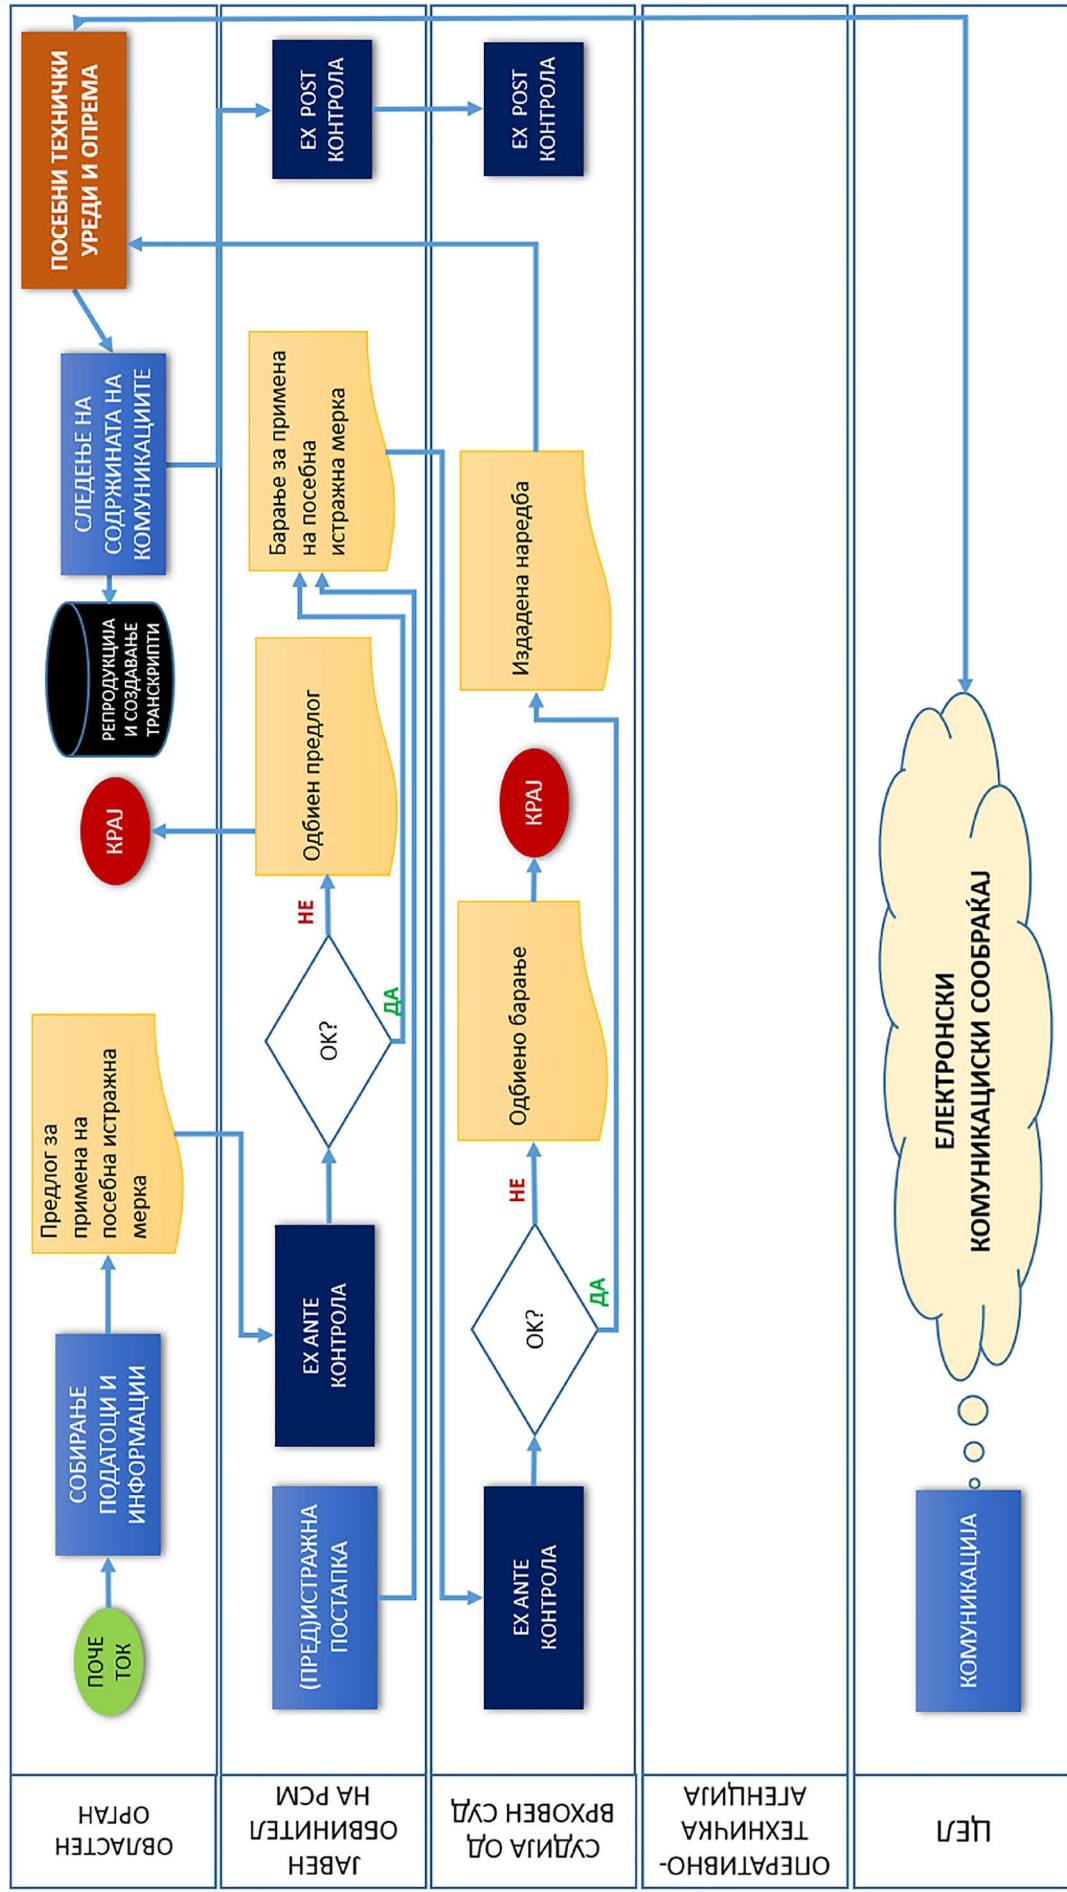 ОВЛАСТЕН
ОРГАН
ПОЧЕ
ТОК
СОБИРАЊЕ
ПОДАТОЦИ И
ИНФОРМАЦИИ
Предлог за
примена на
посебна истражна
мерка
КРАЈ
РЕПРОДУКЦИЈА
И СОЗДАВАЊЕ
ТРАНСКРИПТИ
СЛЕДЕЊЕ НА
СОДРЖИНАТА НА
КОМУНИКАЦИИТЕ
ПОСЕБНИ ТЕХНИЧКИ
УРЕДИ И ОПРЕМА
ЈАВЕН
ОБВИНИТЕЛ
НА РСМ
(ПРЕД)ИСТРАЖНА
ПОСТАПКА
EX ANTE
КОНТРОЛА
ОК?
НЕ
ДА
Одбиен предлог
Барање за примена
на посебна
истражна мерка
EX POST
КОНТРОЛА
СУДИЈА ОД
ВРХОВЕН СУД
EX ANTE
КОНТРОЛА
ОК?
НЕ
ДА
Одбиено барање
КРАЈ
Издадена наредба
EX POST
КОНТРОЛА
ОПЕРАТИВНО-
ТЕХНИЧКА
АГЕНЦИЈА
ЦЕЛ
КОМУНИКАЦИЈА
ЕЛЕКТРОНСКИ
КОМУНИКАЦИСКИ СООБРАЌАЈ